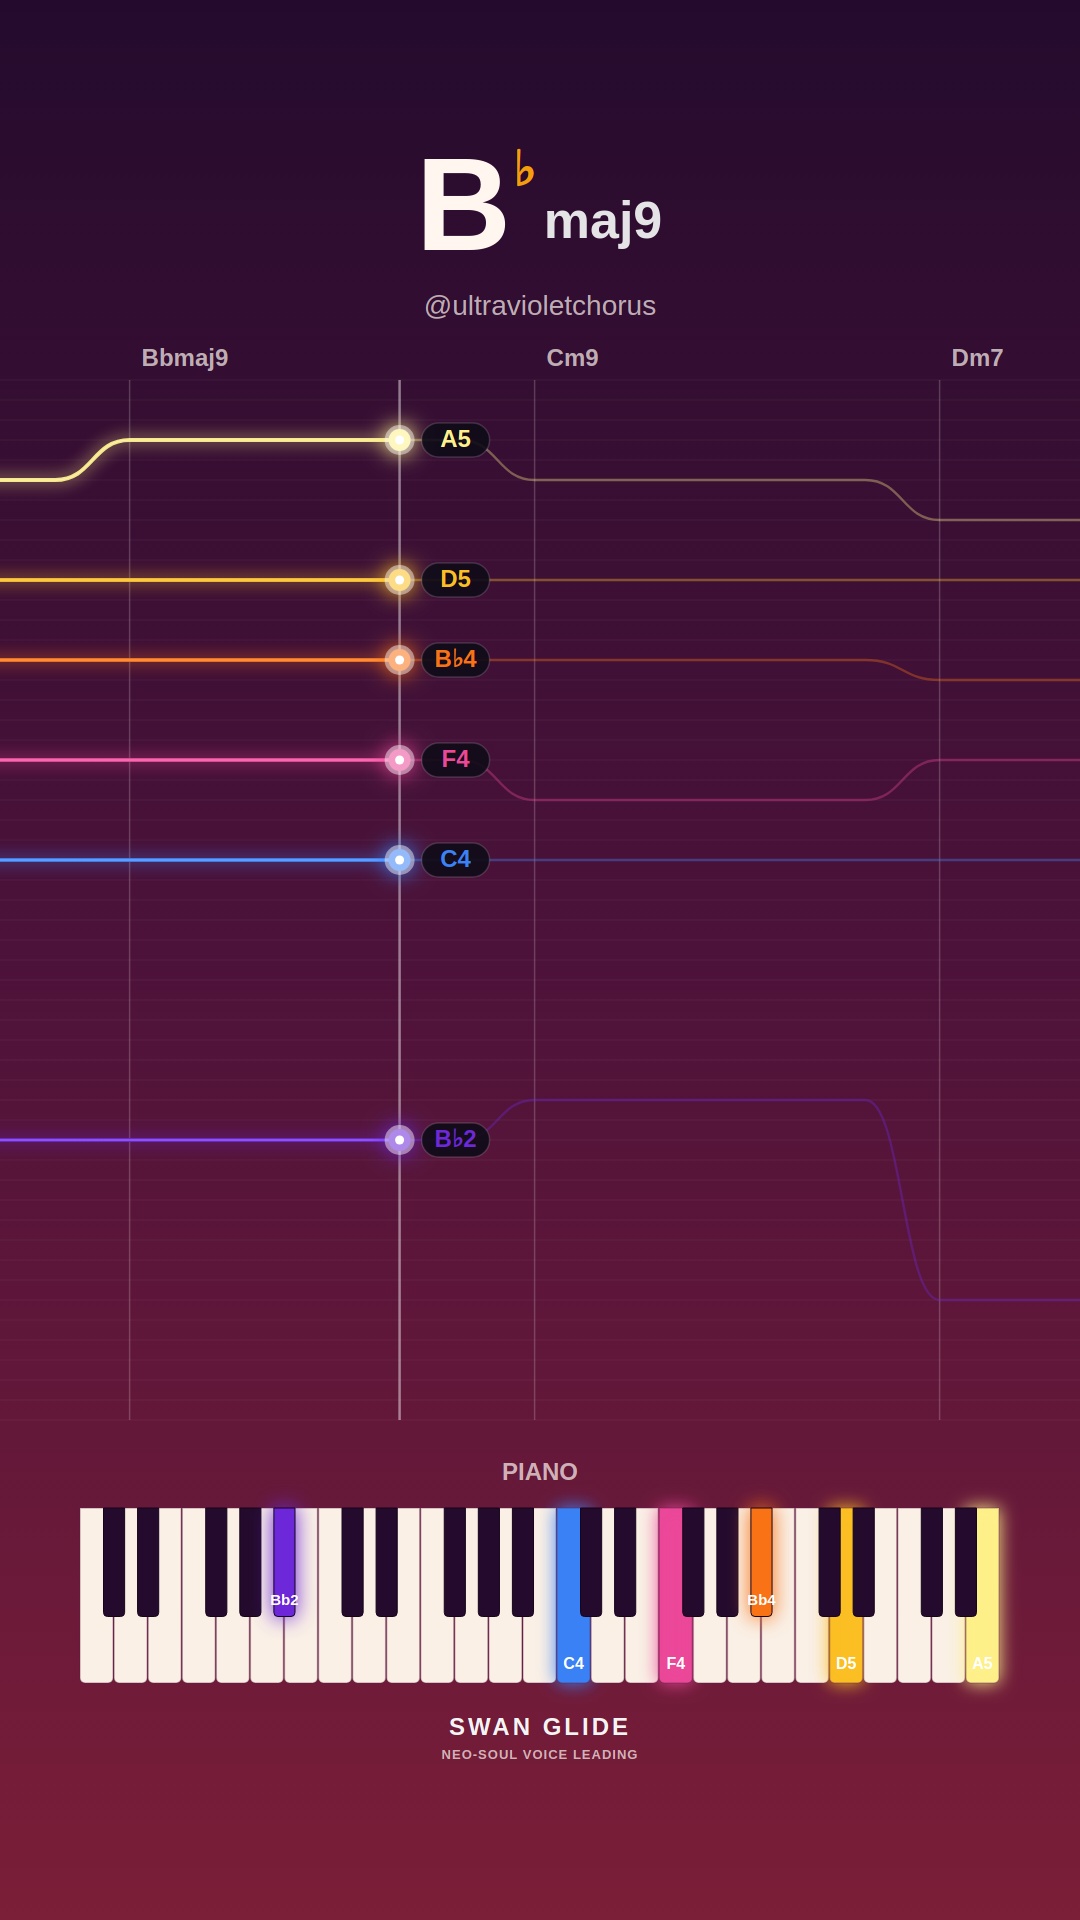 B♭maj9
@ultravioletchorus
Bbmaj9 Cm9 Dm7
A5
D5
B♭4
F4
C4
B♭2
PIANO
Bb2 Bb4
C4 F4 D5 A5
SWAN GLIDE
NEO-SOUL VOICE LEADING